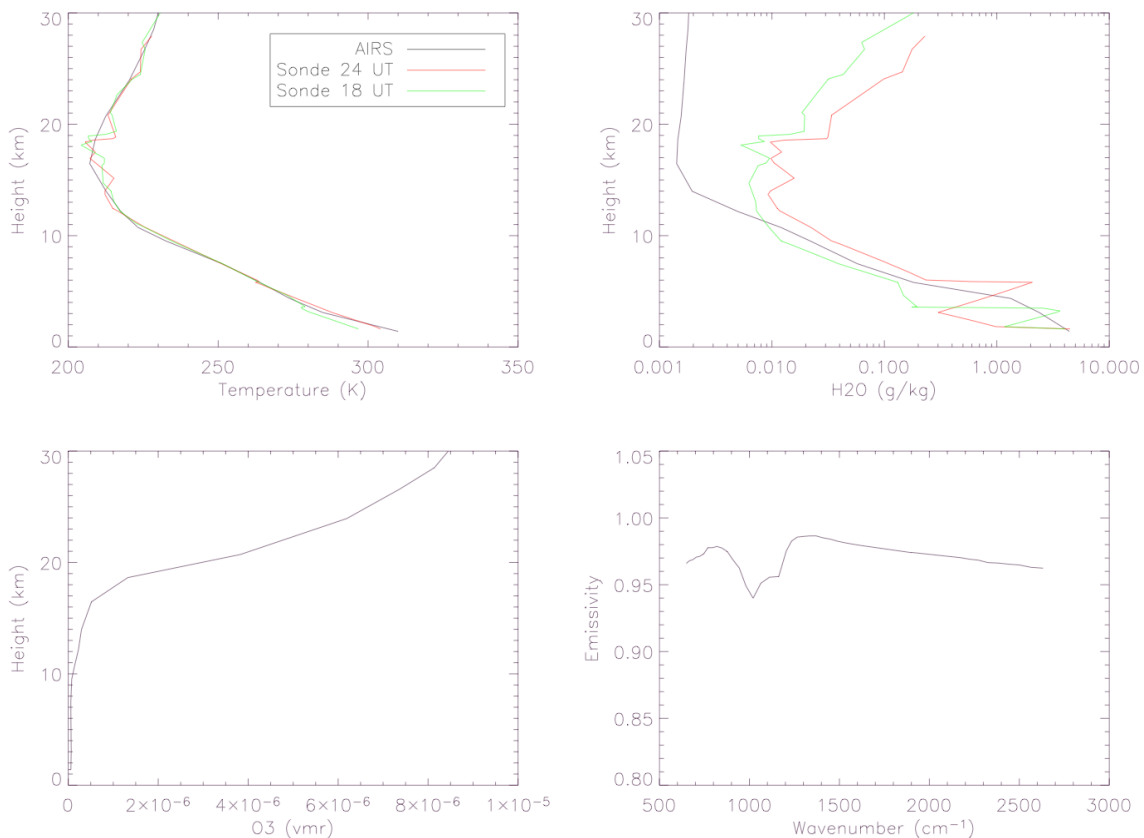 30
20
10
0
Height (km)
AIRS
Sonde 24 UT
Sonde 18 UT
200 250 300 350
Temperature (K)
30
20
10
0
Height (km)
0.001 0.010 0.100 1.000 10.000
H2O (g/kg)
30
20
10
0
Height (km)
0 2×10⁻⁶ 4×10⁻⁶ 6×10⁻⁶ 8×10⁻⁶ 1×10⁻⁵
O3 (vmr)
1.05
1.00
0.95
0.90
0.85
0.80
Emissivity
500 1000 1500 2000 2500 3000
Wavenumber (cm⁻¹)